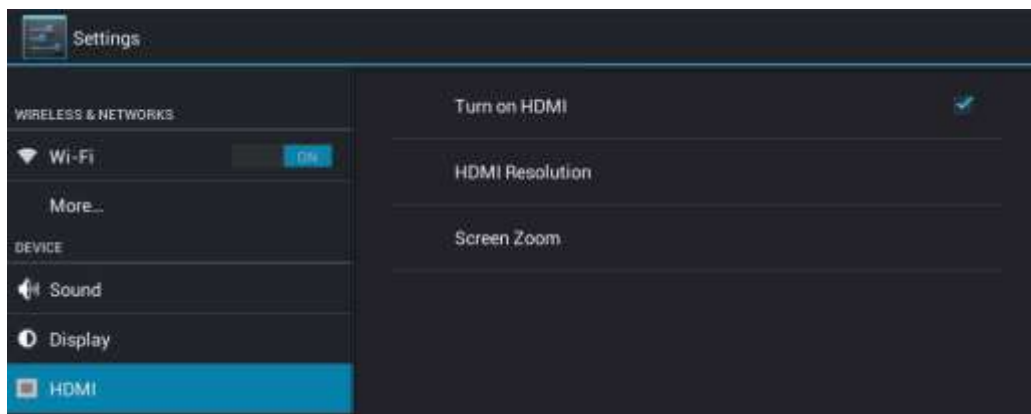 Settings
WIRELESS & NETWORKS
Wi-Fi
ON
More...
DEVICE
Sound
Display
HDMI
Turn on HDMI
HDMI Resolution
Screen Zoom